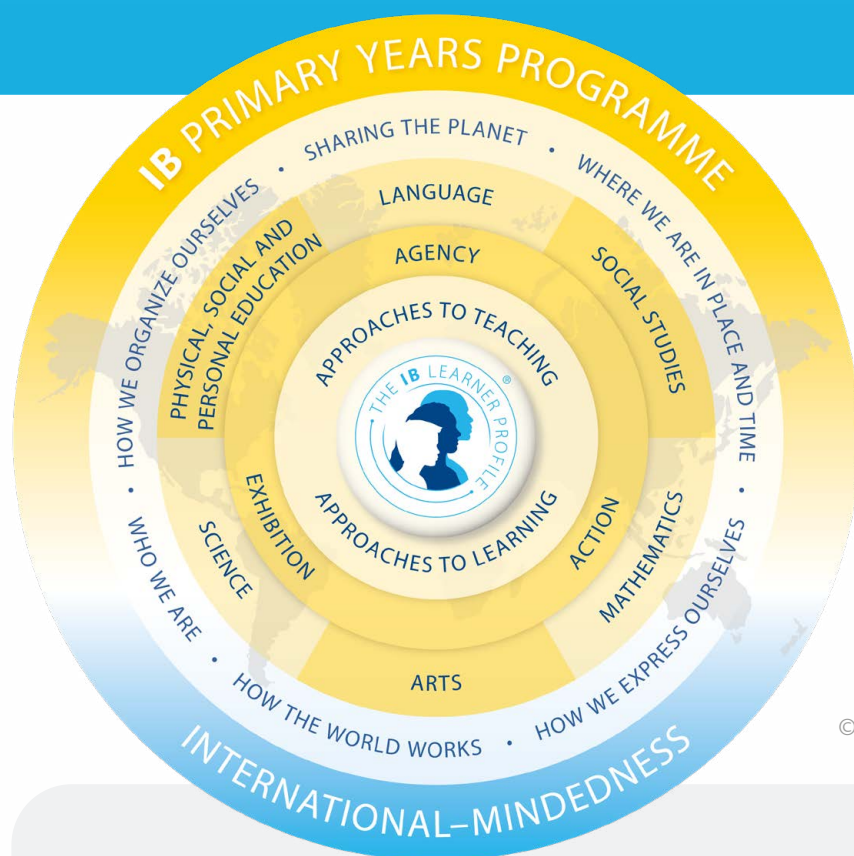 IB PRIMARY YEARS PROGRAMME
SHARING THE PLANET
WHERE WE ARE IN PLACE AND TIME
HOW WE EXPRESS OURSELVES
HOW THE WORLD WORKS
WHO WE ARE
HOW WE ORGANIZE OURSELVES
LANGUAGE
SOCIAL STUDIES
MATHEMATICS
ARTS
SCIENCE
PHYSICAL, SOCIAL AND
PERSONAL EDUCATION
AGENCY
ACTION
EXHIBITION
APPROACHES TO TEACHING
APPROACHES TO LEARNING
THE IB LEARNER PROFILE ®
INTERNATIONAL–MINDEDNESS
©